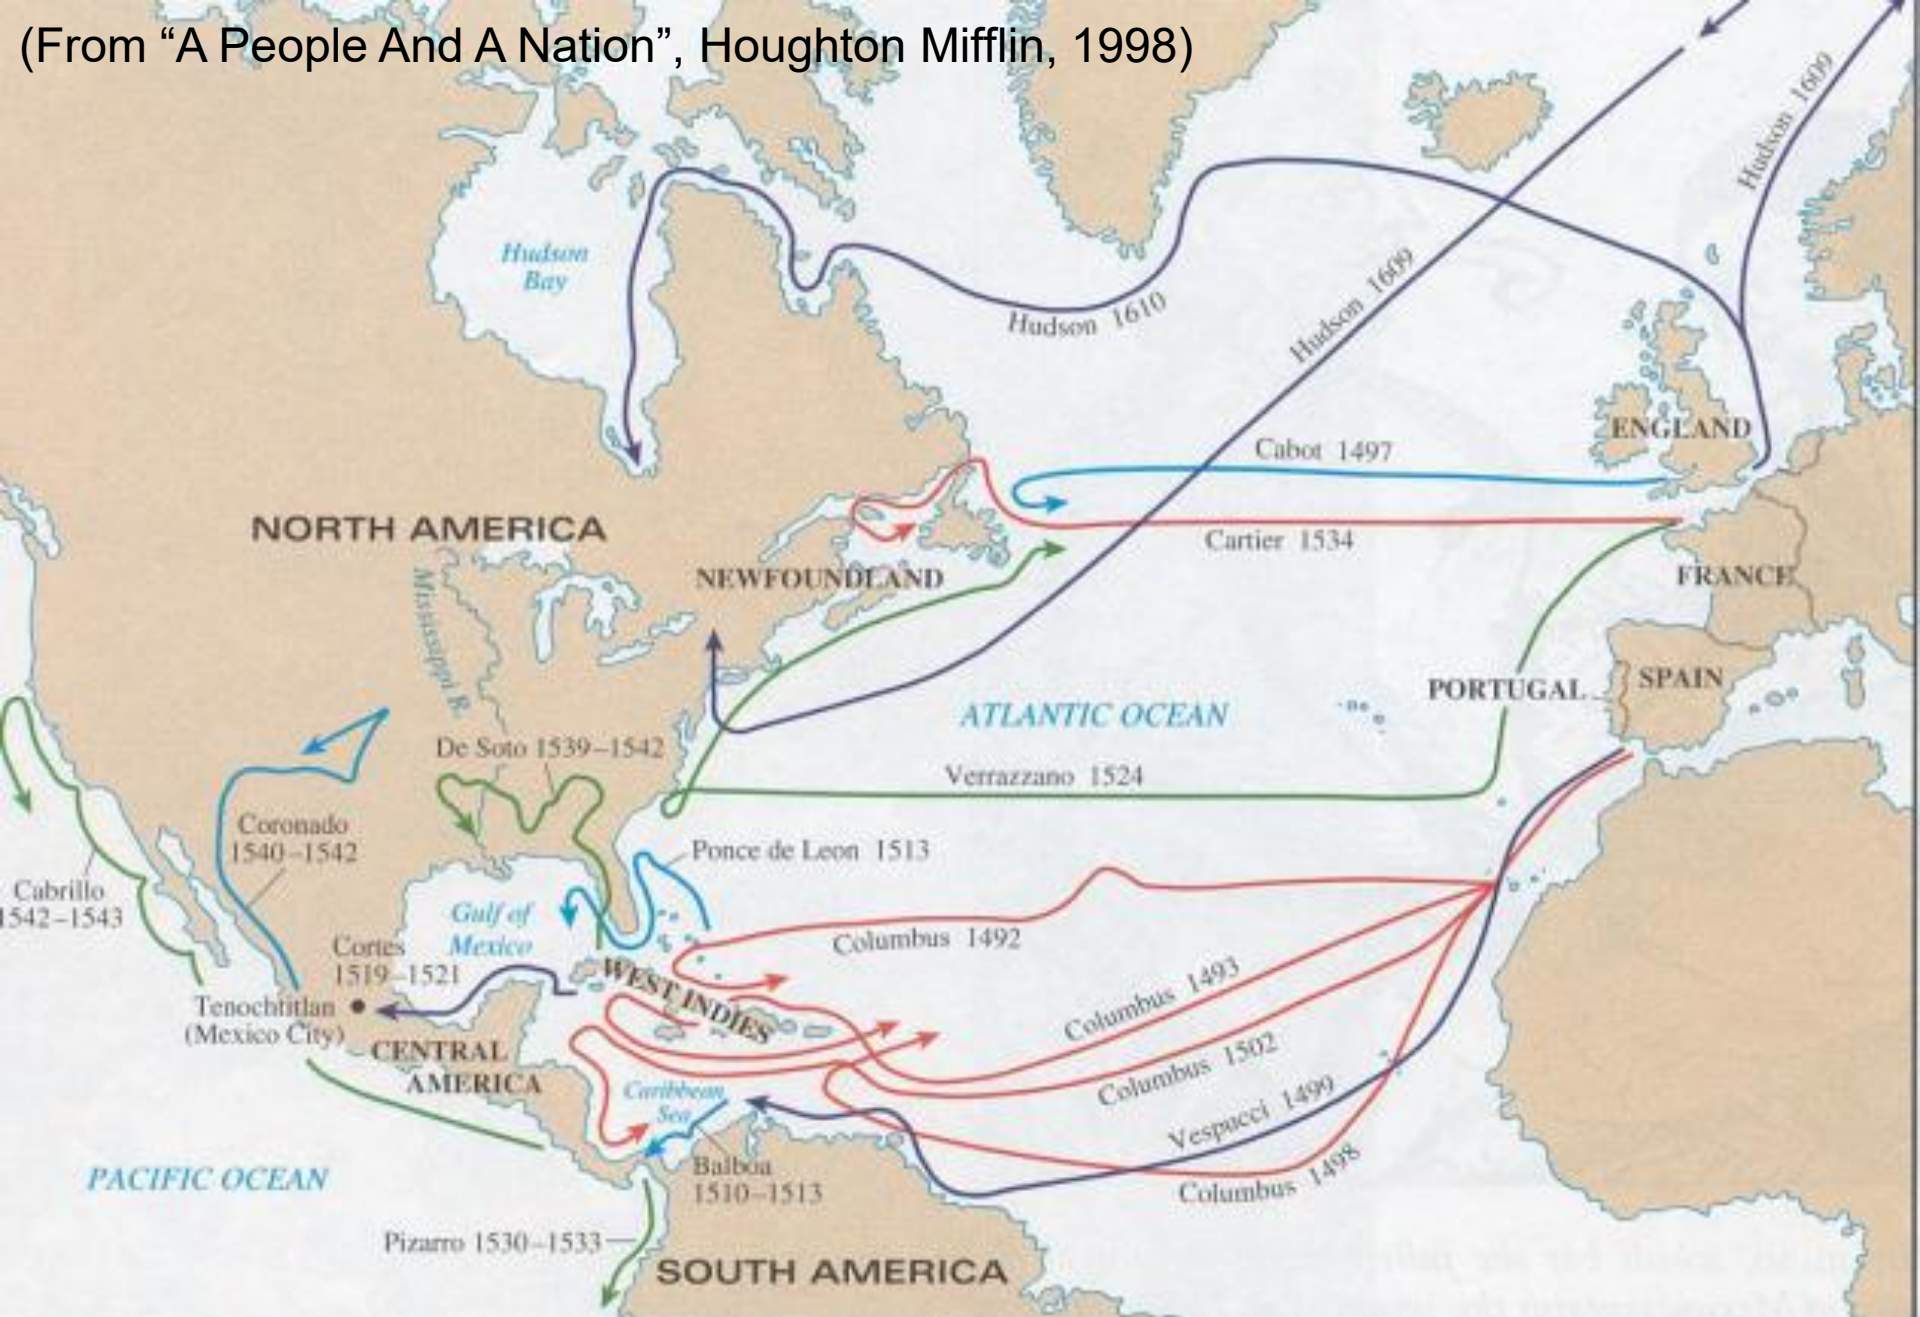 (From “A People And A Nation”, Houghton Mifflin, 1998)
Hudson 1609
Hudson
Bay
Hudson 1610
Hudson 1609
ENGLAND
Cabot 1497
NORTH AMERICA
Cartier 1534
NEWFOUNDLAND
FRANCE
Mississippi R.
SPAIN
PORTUGAL
ATLANTIC OCEAN
De Soto 1539–1542
Verrazzano 1524
Coronado
1540–1542
Ponce de Leon 1513
Cabrillo
1542–1543
Gulf of
Mexico
Columbus 1492
Cortes
1519–1521
WEST INDIES
Columbus 1493
Tenochtitlan
(Mexico City)
CENTRAL
AMERICA
Columbus 1502
Caribbean
Sea
Vespucci 1499
Balboa
1510–1513
PACIFIC OCEAN
Columbus 1498
Pizarro 1530–1533
SOUTH AMERICA